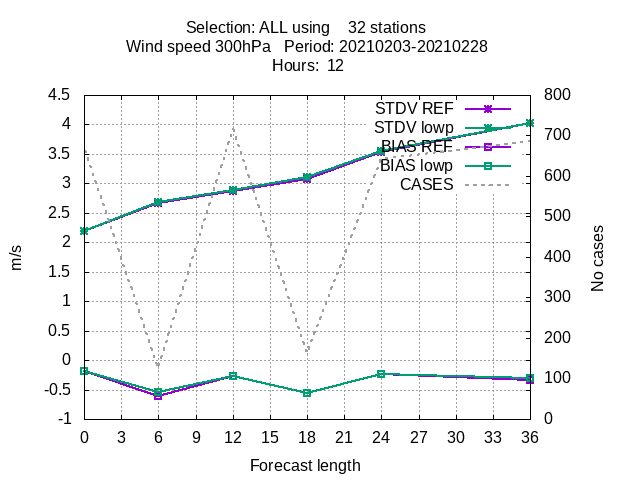 Selection: ALL using    32 stations
Wind speed 300hPa   Period: 20210203-20210228
Hours:  12
4.5
4
3.5
3
2.5
2
1.5
1
0.5
0
-0.5
-1
m/s
STDV REF
STDV lowp
BIAS REF
BIAS lowp
CASES
800
700
600
500
400
300
200
100
0
No cases
0 3 6 9 12 15 18 21 24 27 30 33 36
Forecast length